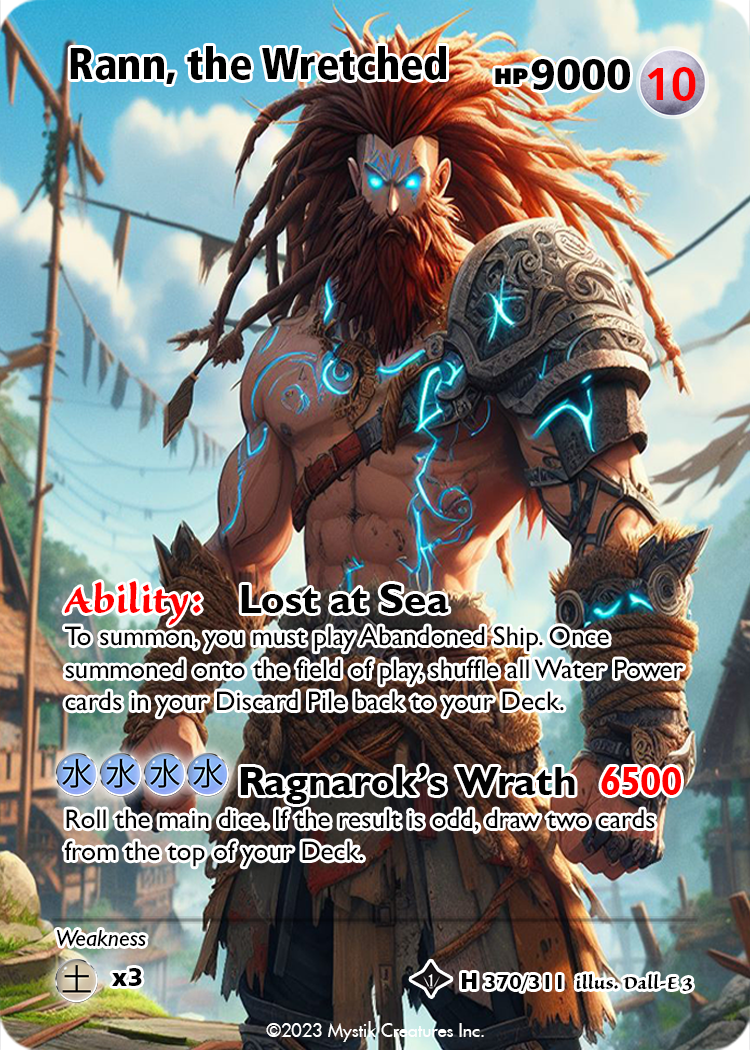 Rann, the Wretched HP 9000 10
Ability: Lost at Sea
To summon, you must play Abandoned Ship. Once
summoned onto the field of play, shuffle all Water Power
cards in your Discard Pile back to your Deck.
水 水 水 水 Ragnarok's Wrath 6500
Roll the main dice. If the result is odd, draw two cards
from the top of your Deck.
Weakness
土 x3 1 H 370/311 illus. Dall-E 3
©2023 Mystik Creatures Inc.